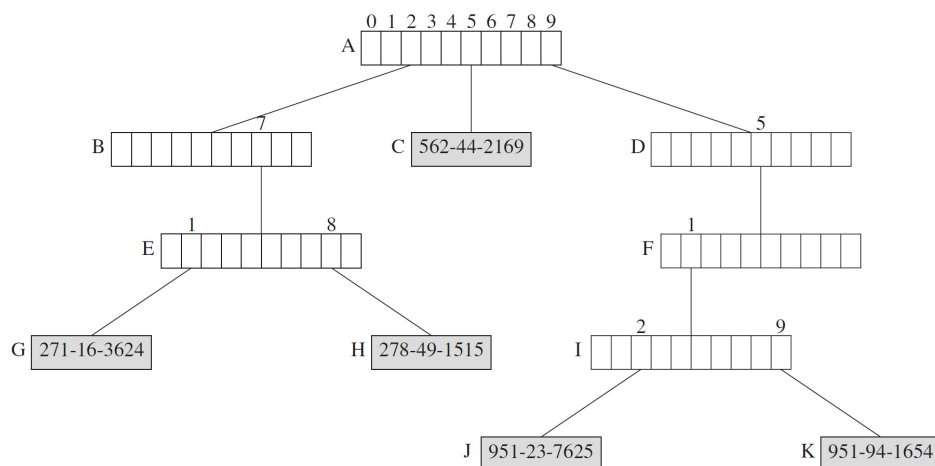 0 1 2 3 4 5 6 7 8 9
A
7
5
B
C 562-44-2169
D
1 8
1
E
F
2 9
G 271-16-3624
H 278-49-1515
I
J 951-23-7625
K 951-94-1654